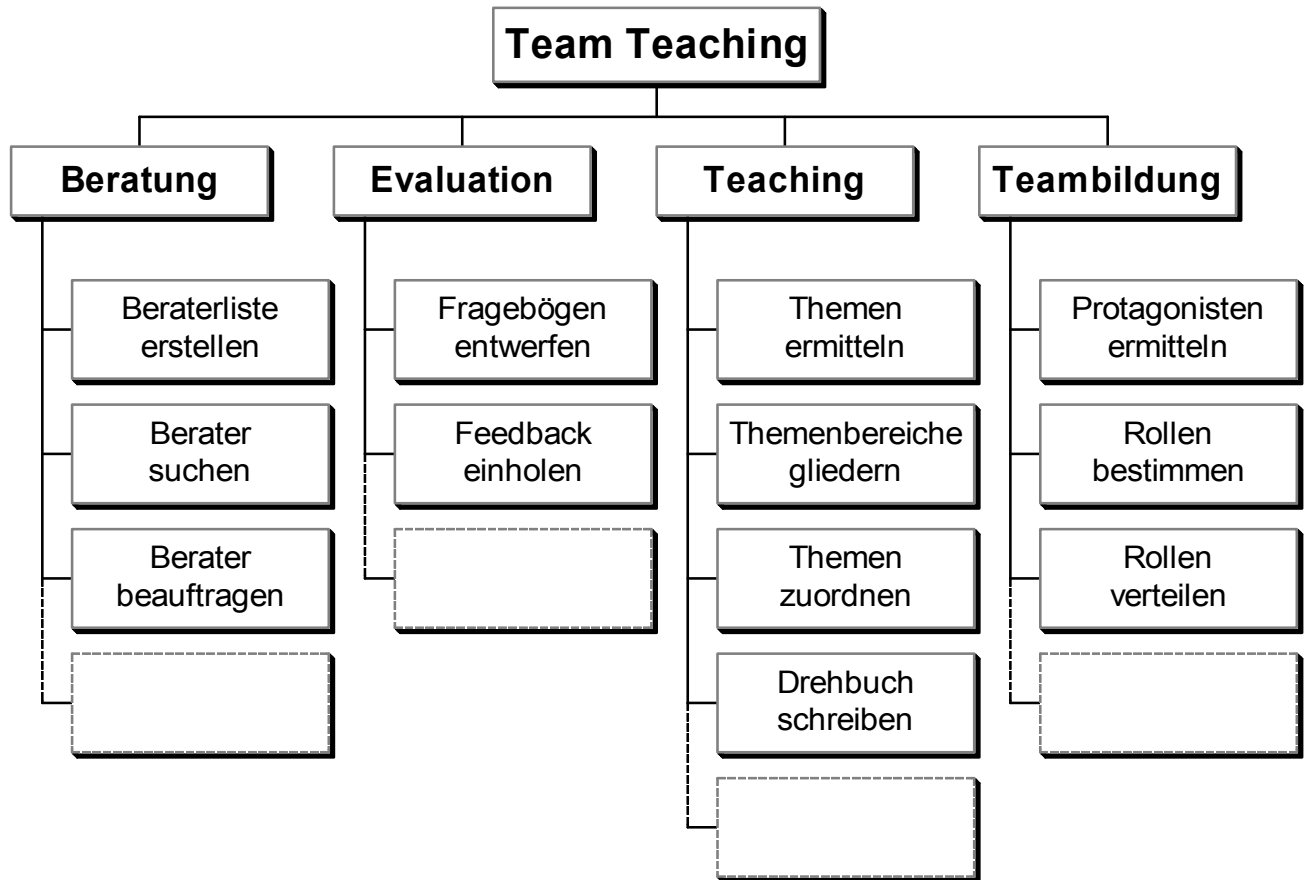 Team Teaching
Beratung
Evaluation
Teaching
Teambildung
Beraterliste
erstellen
Berater
suchen
Berater
beauftragen
Fragebögen
entwerfen
Feedback
einholen
Themen
ermitteln
Themenbereiche
gliedern
Themen
zuordnen
Drehbuch
schreiben
Protagonisten
ermitteln
Rollen
bestimmen
Rollen
verteilen